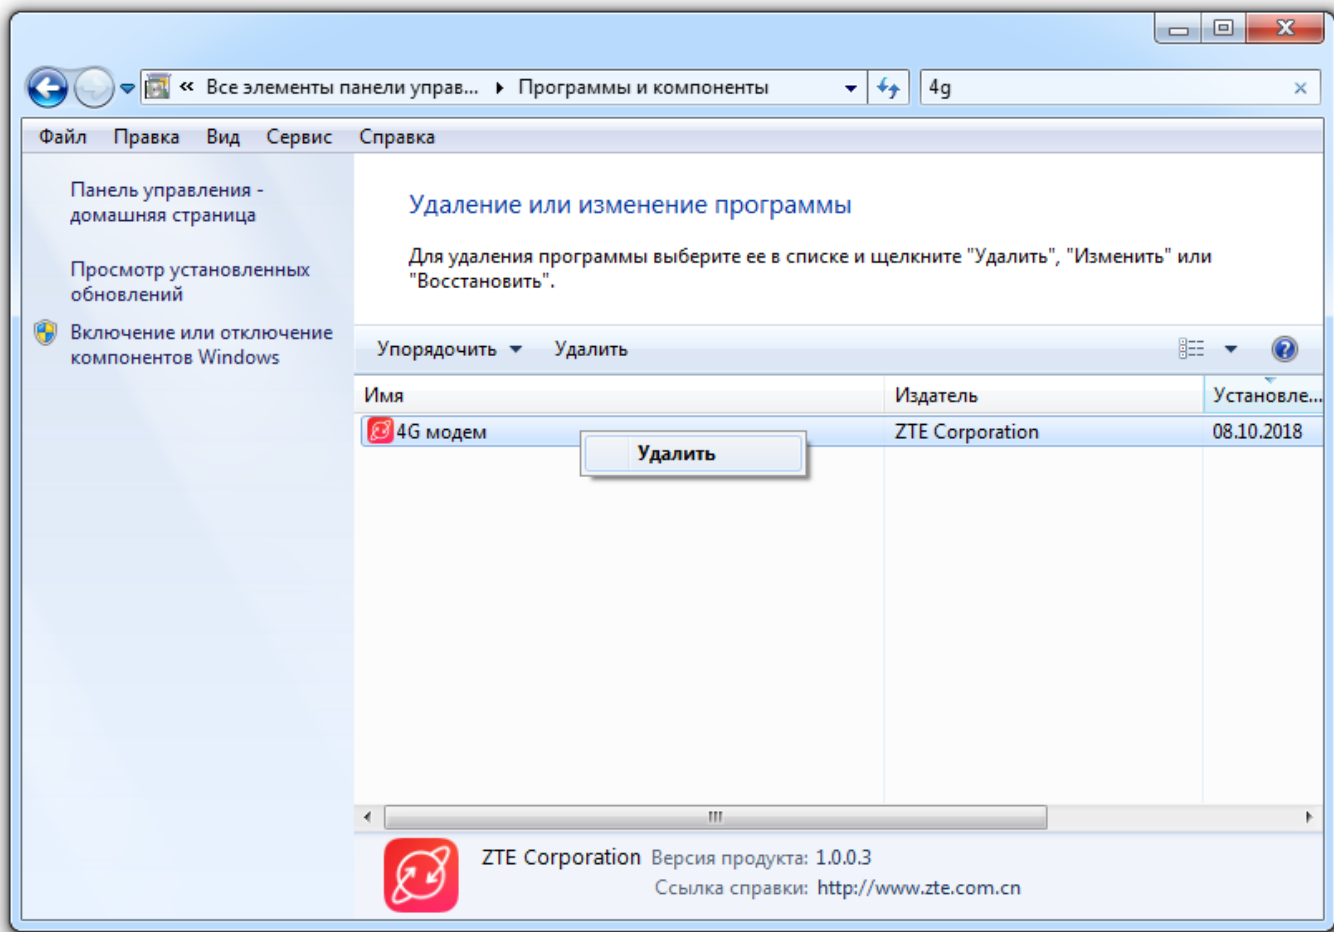 « Все элементы панели управ... Программы и компоненты 4g
Файл Правка Вид Сервис Справка
Панель управления -
домашняя страница
Просмотр установленных
обновлений
Включение или отключение
компонентов Windows
Удаление или изменение программы
Для удаления программы выберите ее в списке и щелкните "Удалить", "Изменить" или
"Восстановить".
Упорядочить Удалить
Имя Издатель Установле...
4G модем ZTE Corporation 08.10.2018
Удалить
ZTE Corporation Версия продукта: 1.0.0.3
Ссылка справки: http://www.zte.com.cn